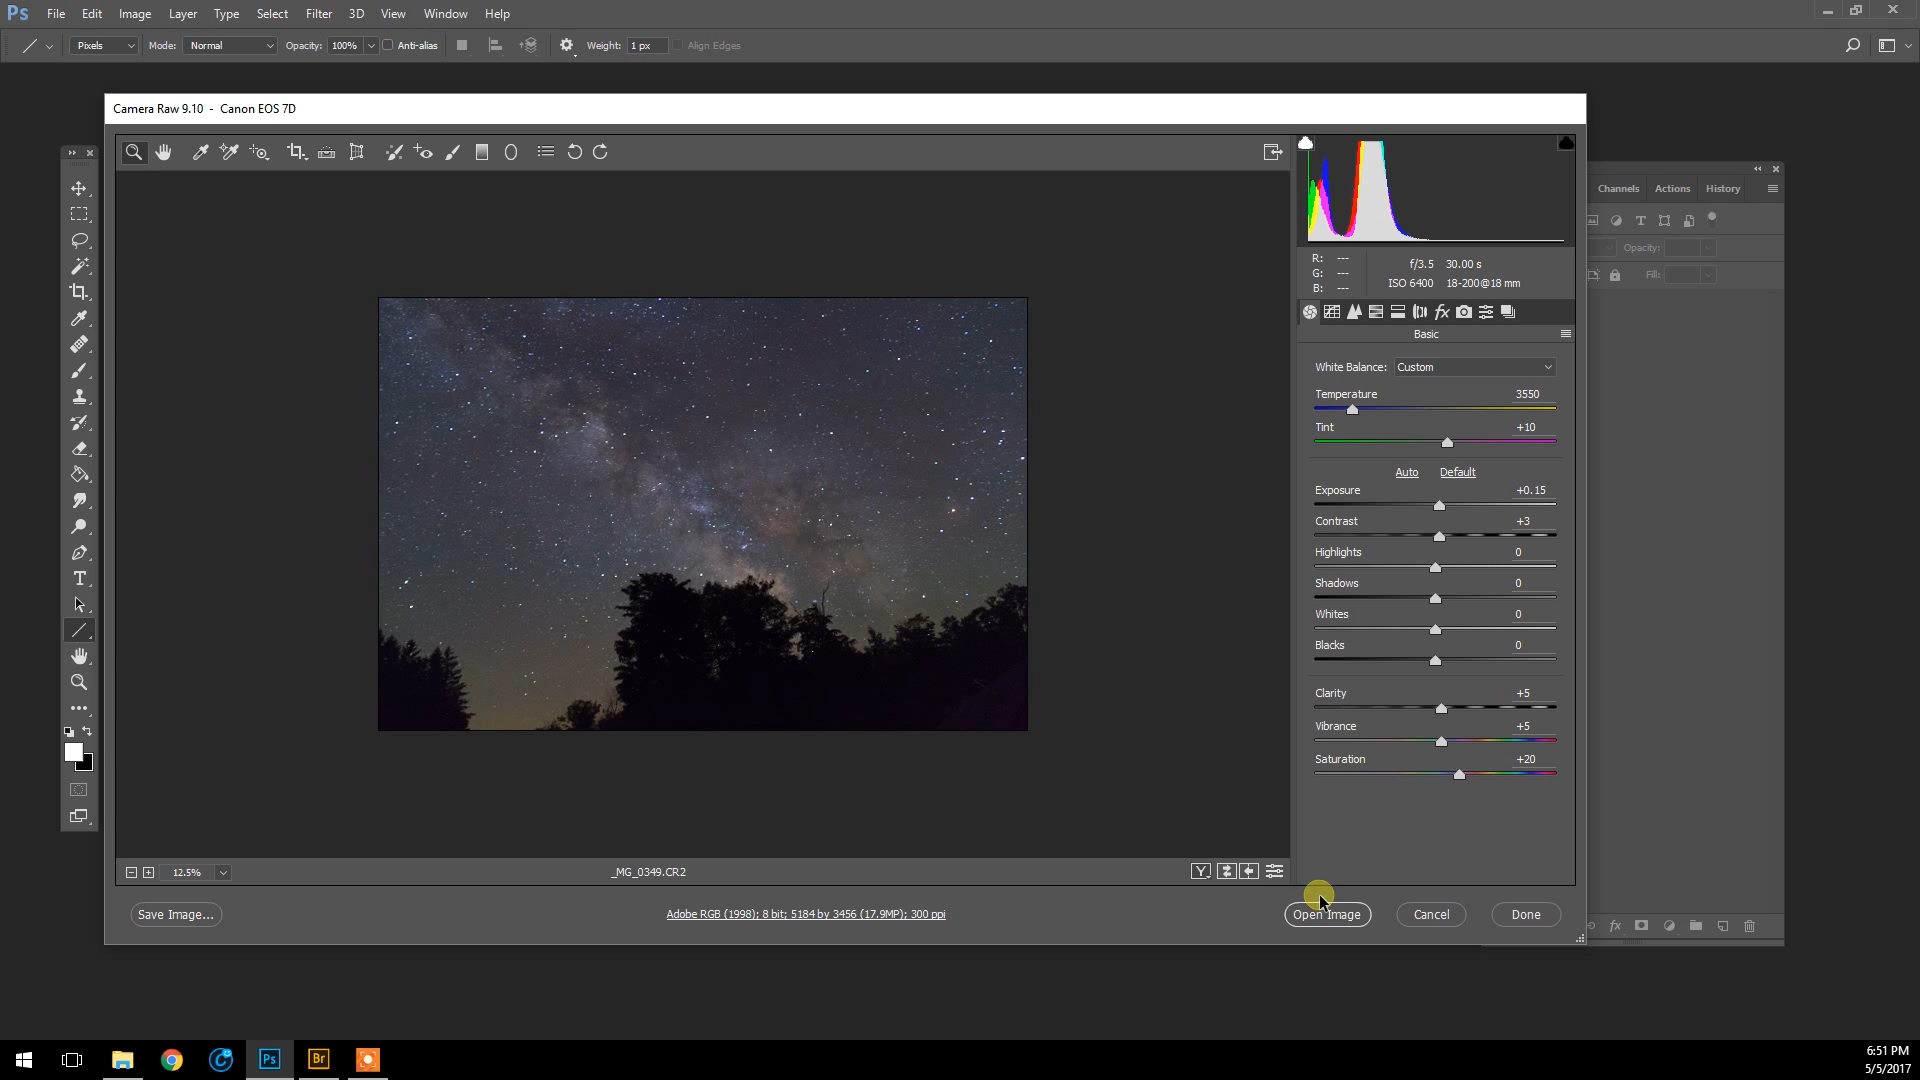 Ps File Edit Image Layer Type Select Filter 3D View Window Help
Pixels Mode: Normal Opacity: 100% Anti-alias Weight: 1 px Align Edges
Camera Raw 9.10 - Canon EOS 7D
Channels Actions History
Opacity:
Fill:
R: ---
G: ---
B: ---
f/3.5 30.00 s
ISO 6400 18-200@18 mm
Basic
White Balance: Custom
Temperature 3550
Tint +10
Auto Default
Exposure +0.15
Contrast +3
Highlights 0
Shadows 0
Whites 0
Blacks 0
Clarity +5
Vibrance +5
Saturation +20
12.5% _MG_0349.CR2 Y
Save Image... Adobe RGB (1998); 8 bit; 5184 by 3456 (17.9MP); 300 ppi Open Image Cancel Done
fx
Ps Br
6:51 PM
5/5/2017